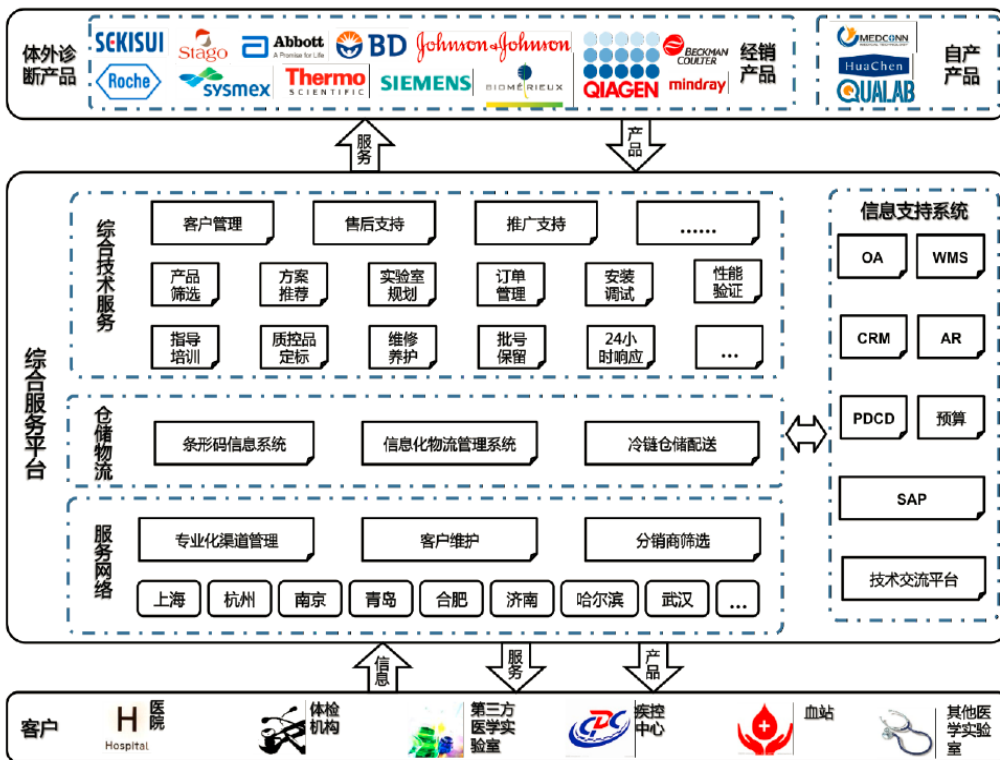 体外诊
断产品
SEKISUI
Stago
Abbott
A Promise for Life
BD
Johnson & Johnson
BECKMAN
COULTER
Roche
sysmex
Thermo
SCIENTIFIC
SIEMENS
BIOMÉRIEUX
QIAGEN
mindray
经销
产品
MEDCONN
MEDICAL TECHNOLOGY
HuaChen
QUALAB
自产
产品
服务
产品
综合服务平台
综合技术服务
客户管理
售后支持
推广支持
......
产品
筛选
方案
推荐
实验室
规划
订单
管理
安装
调试
性能
验证
指导
培训
质控品
定标
维修
养护
批号
保留
24小
时响应
...
仓储物流
条形码信息系统
信息化物流管理系统
冷链仓储配送
服务网络
专业化渠道管理
客户维护
分销商筛选
上海
杭州
南京
青岛
合肥
济南
哈尔滨
武汉
...
信息支持系统
OA
WMS
CRM
AR
PDCD
预算
SAP
技术交流平台
信息
服务
产品
客户
H
Hospital
医院
体检
机构
第三方
医学实
验室
CDC
疾控
中心
血站
其他医
学实验
室